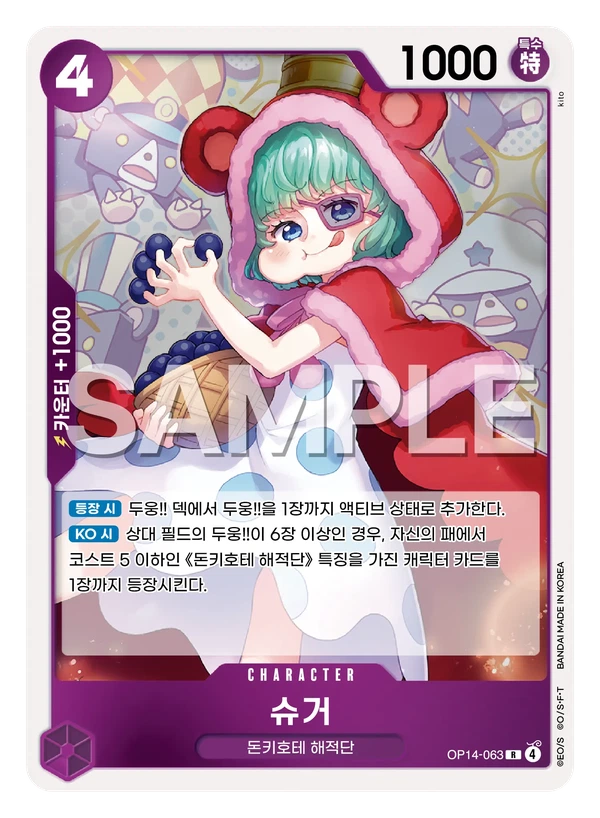 4
1000
특수
特
kito
⚡카운터 +1000
SAMPLE
등장 시 두웅!! 덱에서 두웅!!을 1장까지 액티브 상태로 추가한다.
KO 시 상대 필드의 두웅!!이 6장 이상인 경우, 자신의 패에서
코스트 5 이하인 《돈키호테 해적단》 특징을 가진 캐릭터 카드를
1장까지 등장시킨다.
CHARACTER
슈거
돈키호테 해적단
OP14-063 R 4
©EO/S ©O/S·F·T BANDAI MADE IN KOREA